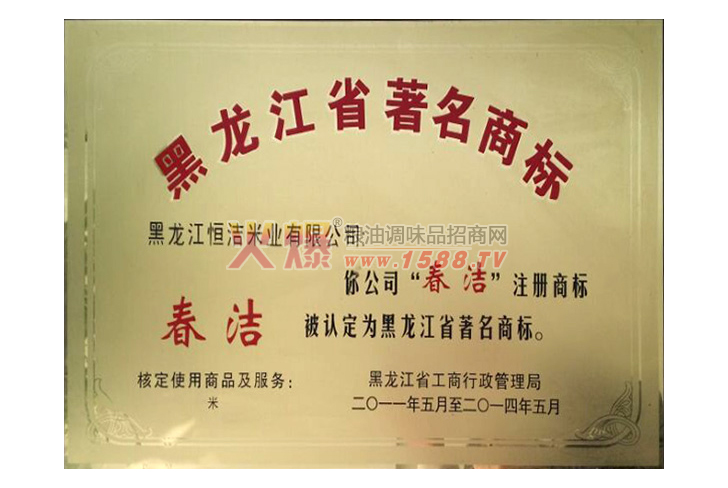 黑龙江省著名商标
黑龙江恒洁米业有限公司
火爆®粮油调味品招商网
www.1588.TV
你公司“春洁”注册商标
春洁
被认定为黑龙江省著名商标。
核定使用商品及服务：
米
黑龙江省工商行政管理局
二〇一一年五月至二〇一四年五月